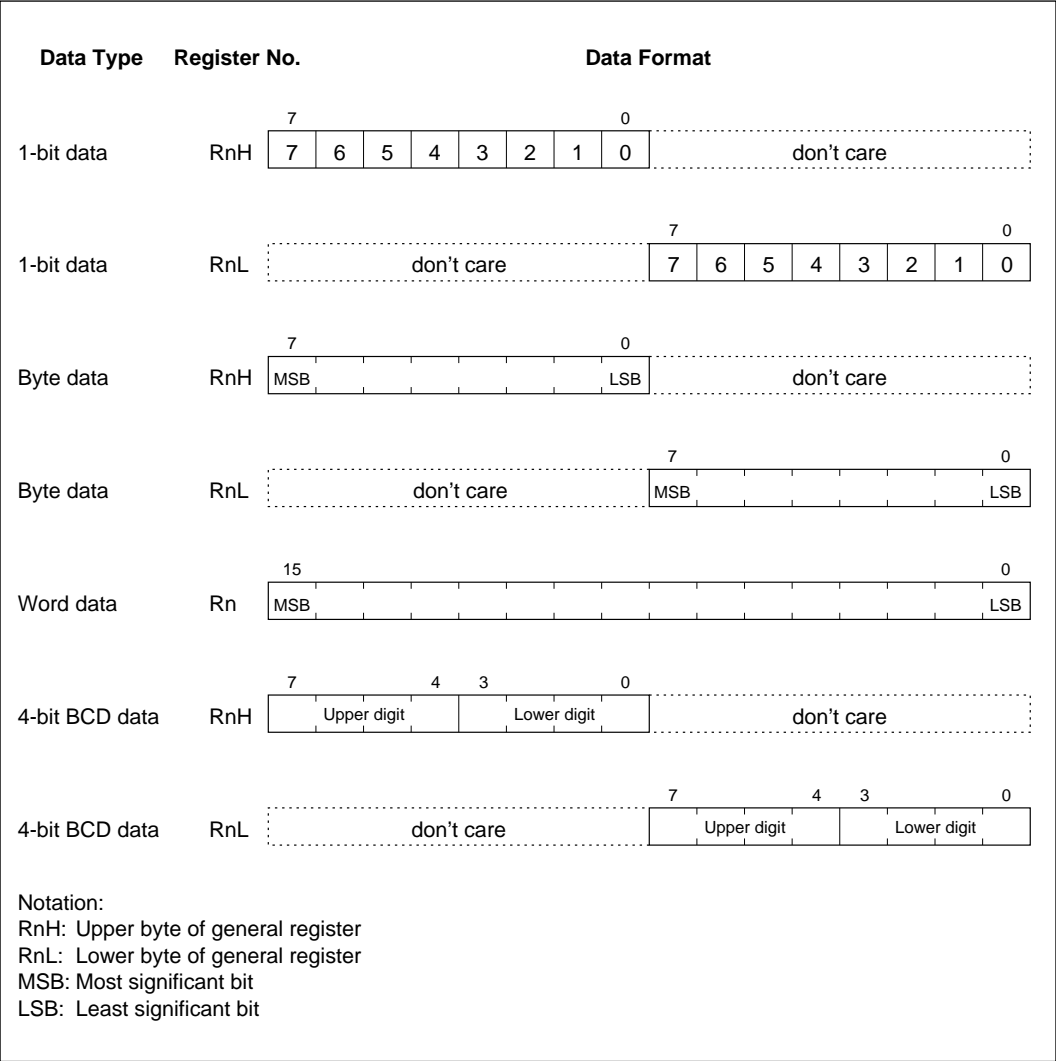 Data Type Register No. Data Format
7 0
1-bit data RnH 7 6 5 4 3 2 1 0 don't care
7 0
1-bit data RnL don't care 7 6 5 4 3 2 1 0
7 0
Byte data RnH MSB LSB don't care
7 0
Byte data RnL don't care MSB LSB
15 0
Word data Rn MSB LSB
7 4 3 0
4-bit BCD data RnH Upper digit Lower digit don't care
7 4 3 0
4-bit BCD data RnL don't care Upper digit Lower digit
Notation:
RnH: Upper byte of general register
RnL: Lower byte of general register
MSB: Most significant bit
LSB: Least significant bit